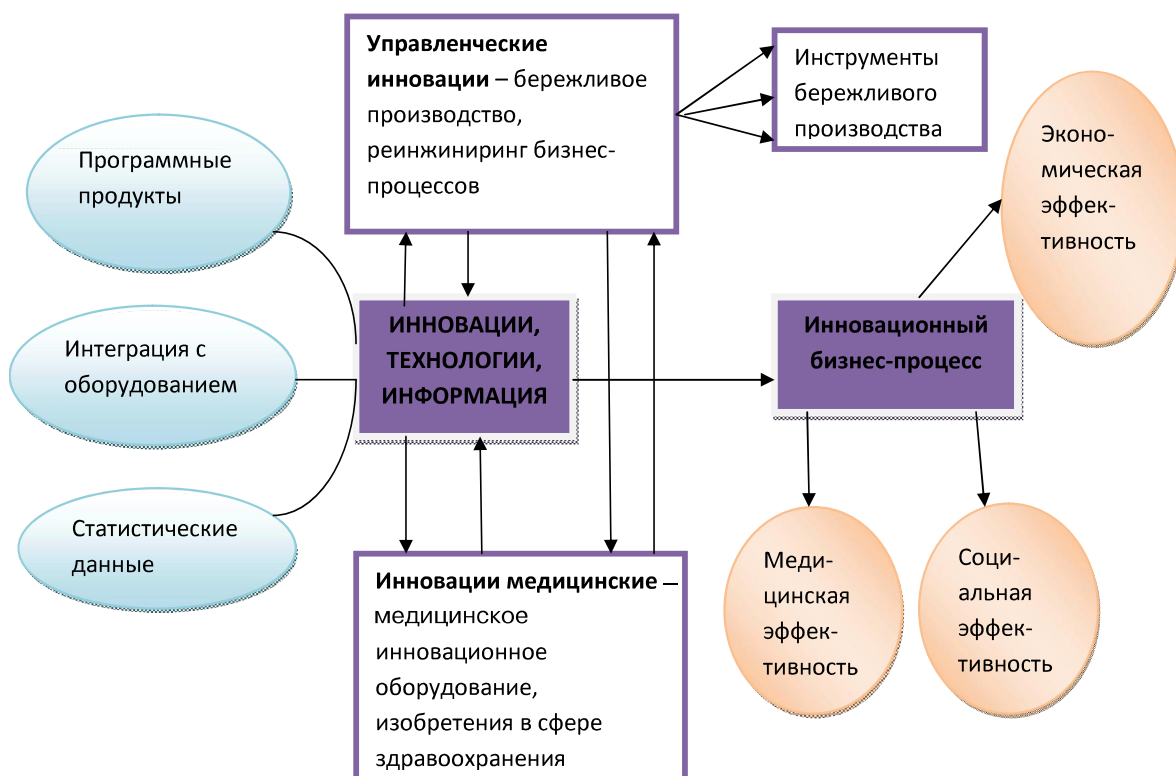 Управленческие
инновации – бережливое
производство,
реинжиниринг бизнес-
процессов
Инструменты
бережливого
производства
Эконо-
мическая
эффек-
тивность
Программные
продукты
Интеграция с
оборудованием
Статистические
данные
ИННОВАЦИИ,
ТЕХНОЛОГИИ,
ИНФОРМАЦИЯ
Инновационный
бизнес-процесс
Инновации медицинские –
медицинское
инновационное
оборудование,
изобретения в сфере
здравоохранения
Меди-
цинская
эффек-
тивность
Соци-
альная
эффек-
тивность